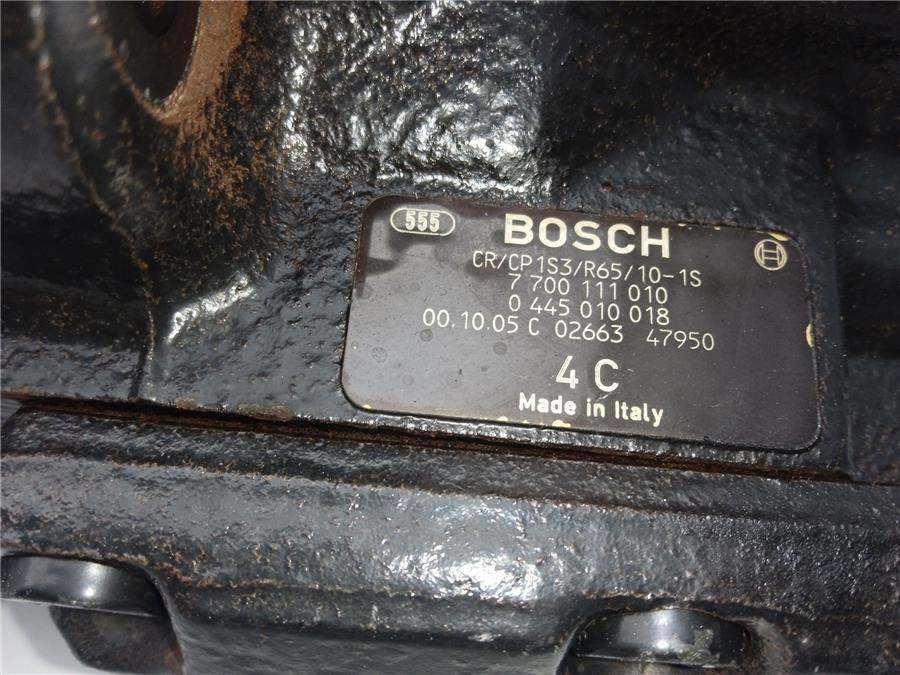 555 BOSCH
CR/CP1S3/R65/10-1S
7 700 111 010
0 445 010 018
00.10.05 C 02663 47950
4 C
Made in Italy